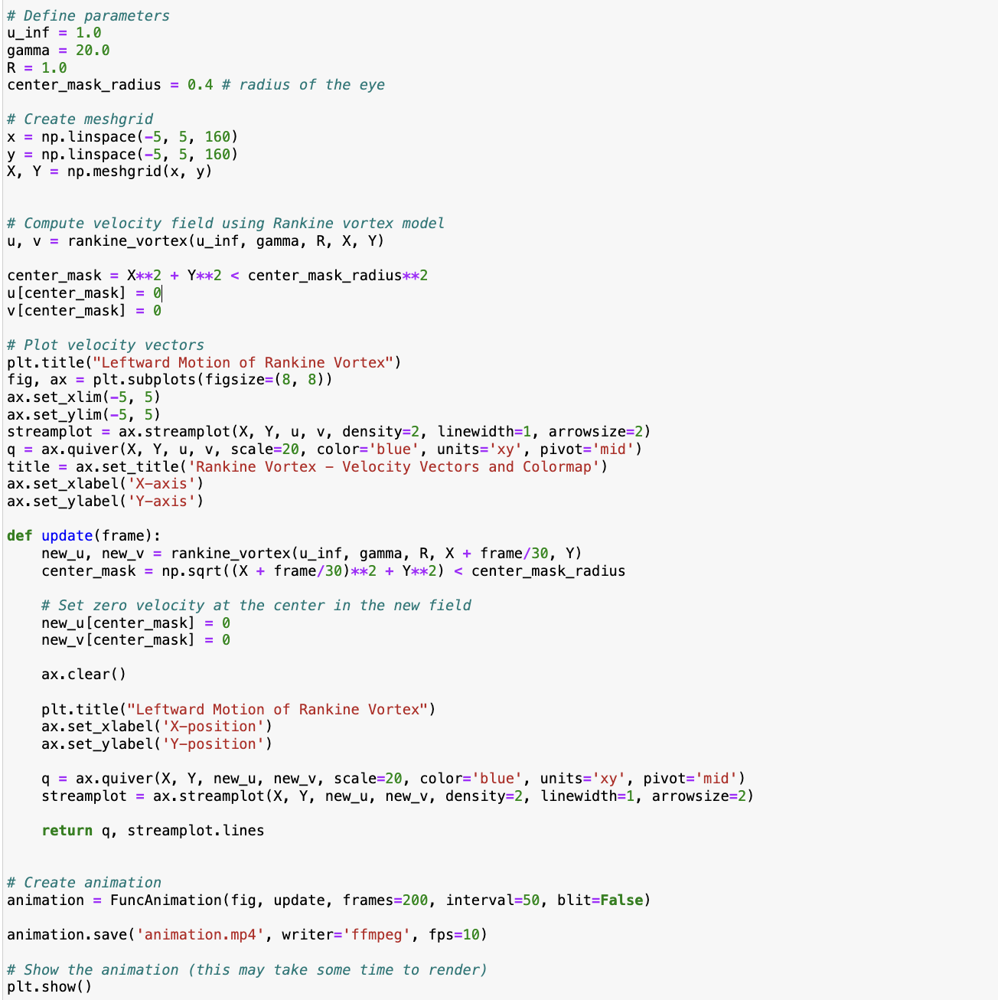 # Define parameters
u_inf = 1.0
gamma = 20.0
R = 1.0
center_mask_radius = 0.4 # radius of the eye

# Create meshgrid
x = np.linspace(-5, 5, 160)
y = np.linspace(-5, 5, 160)
X, Y = np.meshgrid(x, y)


# Compute velocity field using Rankine vortex model
u, v = rankine_vortex(u_inf, gamma, R, X, Y)

center_mask = X**2 + Y**2 < center_mask_radius**2
u[center_mask] = 0
v[center_mask] = 0

# Plot velocity vectors
plt.title("Leftward Motion of Rankine Vortex")
fig, ax = plt.subplots(figsize=(8, 8))
ax.set_xlim(-5, 5)
ax.set_ylim(-5, 5)
streamplot = ax.streamplot(X, Y, u, v, density=2, linewidth=1, arrowsize=2)
q = ax.quiver(X, Y, u, v, scale=20, color='blue', units='xy', pivot='mid')
title = ax.set_title('Rankine Vortex – Velocity Vectors and Colormap')
ax.set_xlabel('X-axis')
ax.set_ylabel('Y-axis')

def update(frame):
    new_u, new_v = rankine_vortex(u_inf, gamma, R, X + frame/30, Y)
    center_mask = np.sqrt((X + frame/30)**2 + Y**2) < center_mask_radius

    # Set zero velocity at the center in the new field
    new_u[center_mask] = 0
    new_v[center_mask] = 0

    ax.clear()

    plt.title("Leftward Motion of Rankine Vortex")
    ax.set_xlabel('X-position')
    ax.set_ylabel('Y-position')

    q = ax.quiver(X, Y, new_u, new_v, scale=20, color='blue', units='xy', pivot='mid')
    streamplot = ax.streamplot(X, Y, new_u, new_v, density=2, linewidth=1, arrowsize=2)

    return q, streamplot.lines


# Create animation
animation = FuncAnimation(fig, update, frames=200, interval=50, blit=False)

animation.save('animation.mp4', writer='ffmpeg', fps=10)

# Show the animation (this may take some time to render)
plt.show()